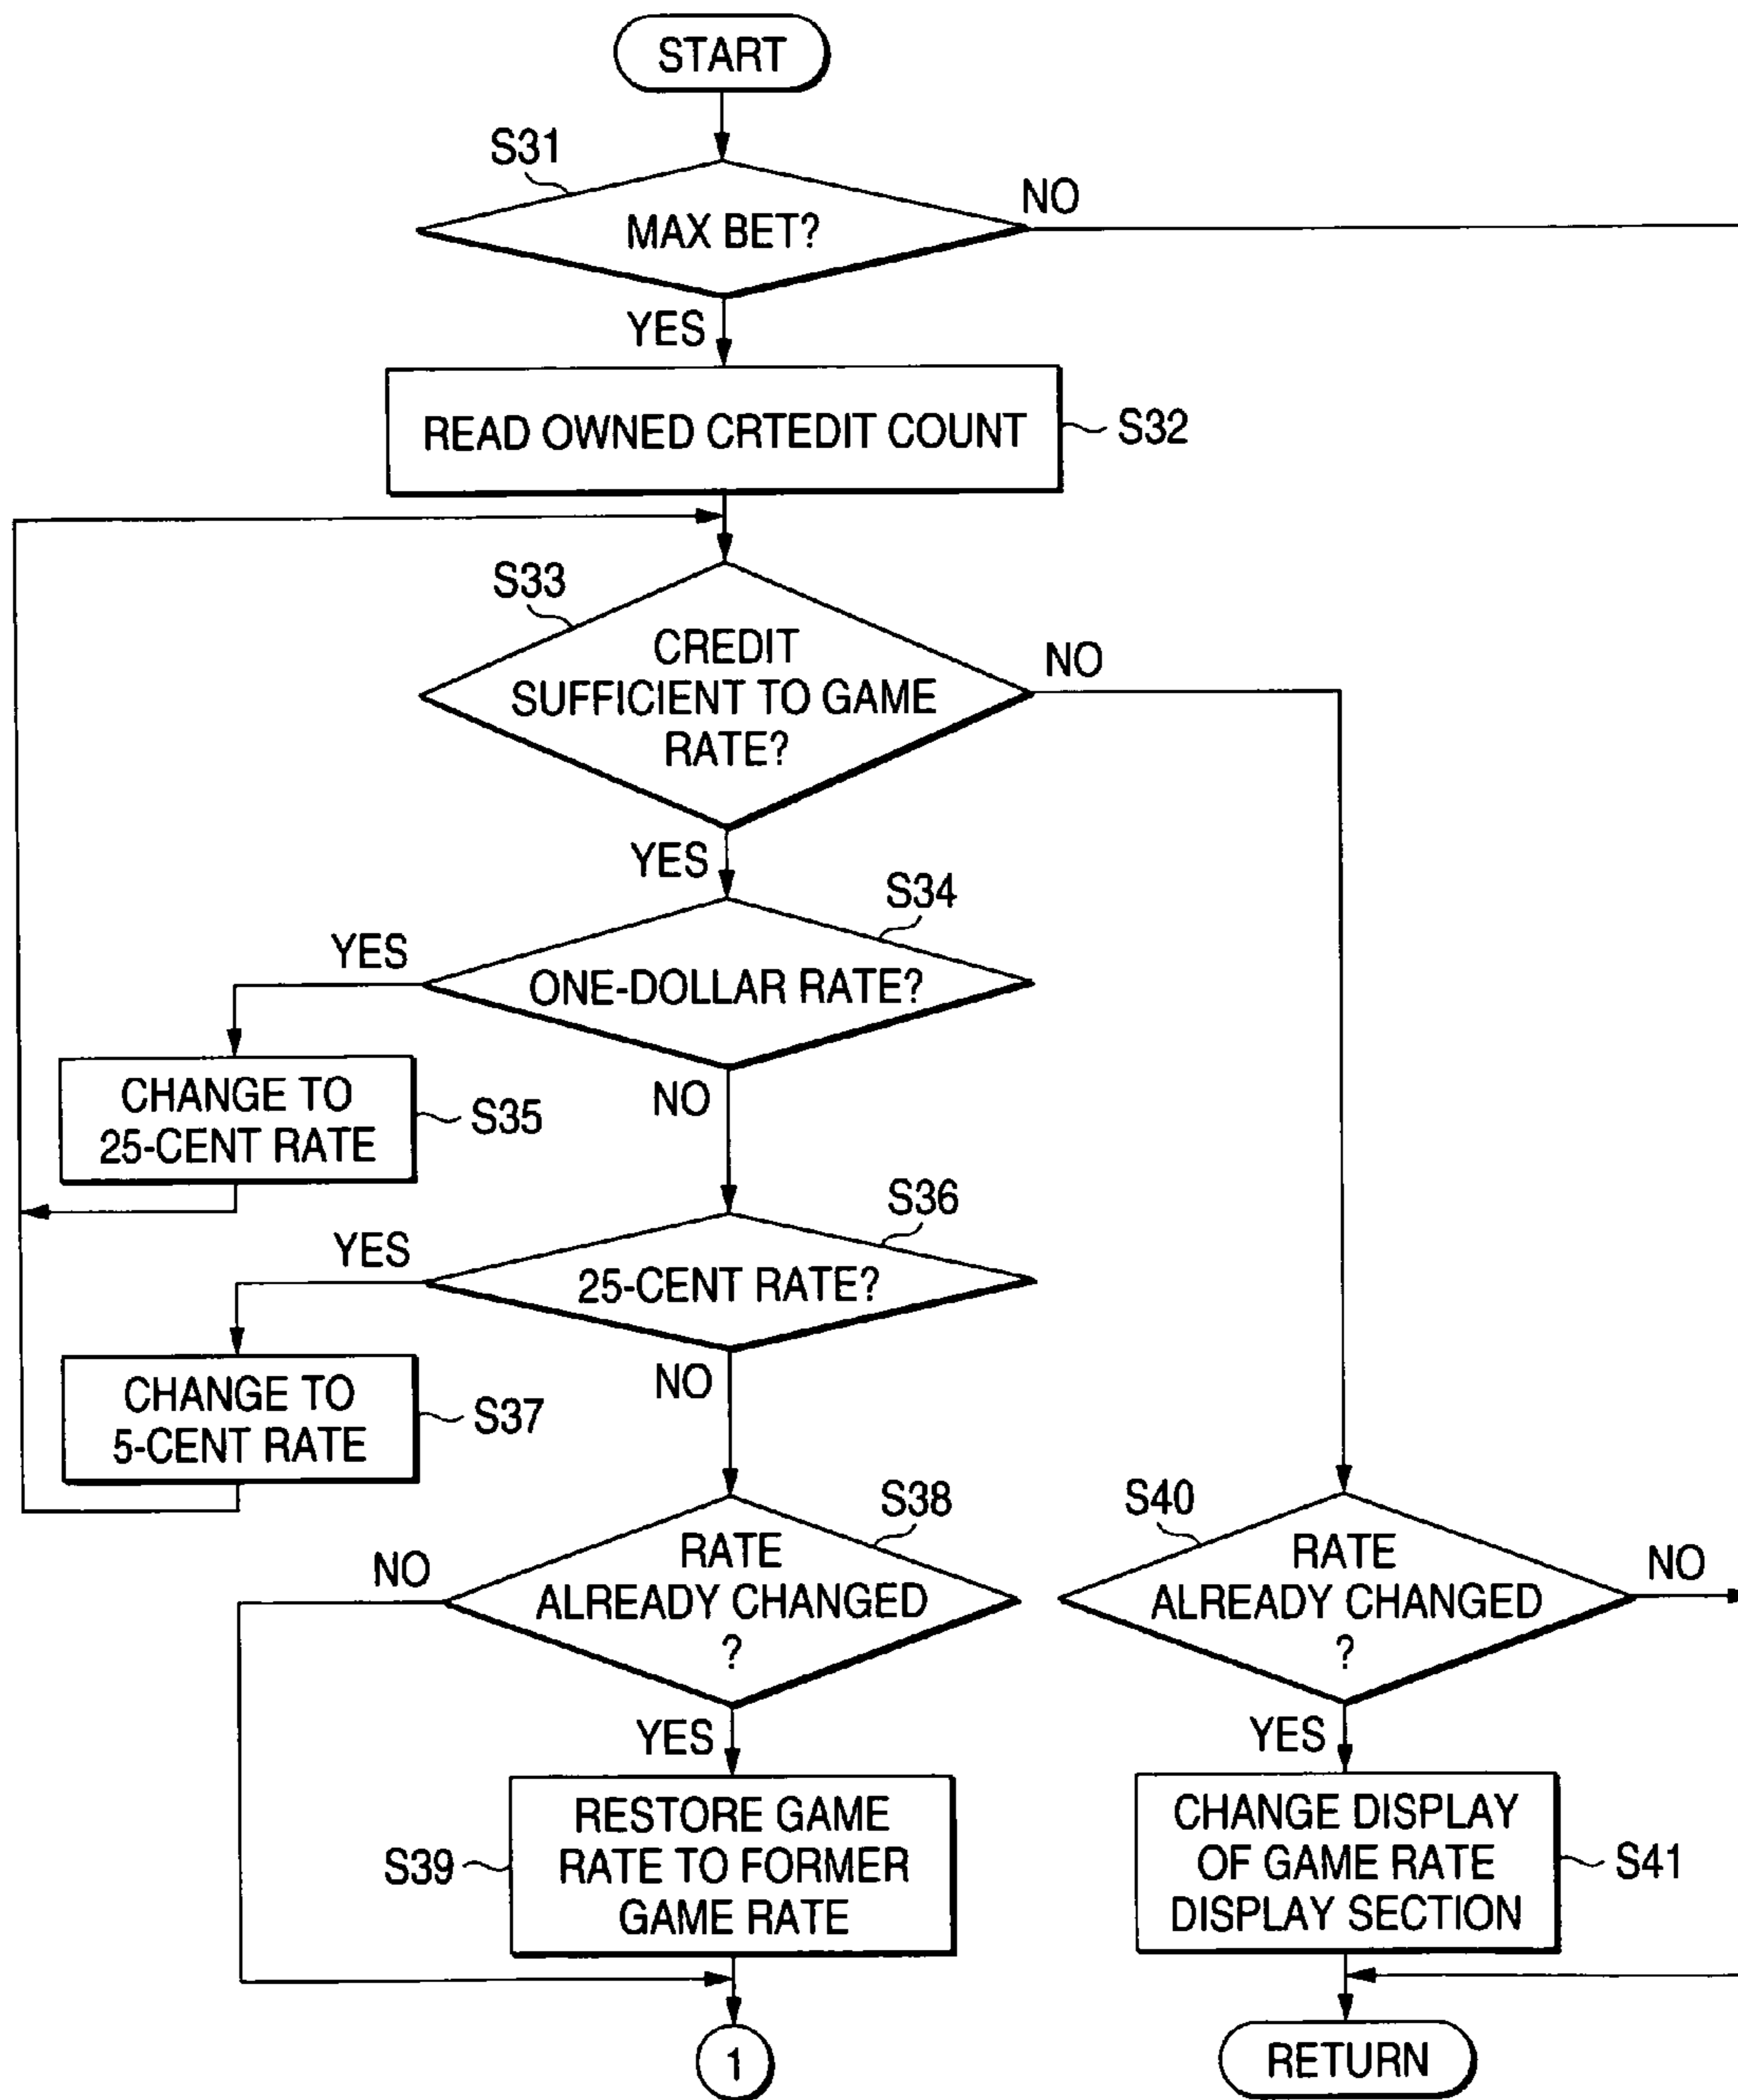 START
S31
MAX BET?
NO
YES
READ OWNED CRTEDIT COUNT
S32
S33
CREDIT
SUFFICIENT TO GAME
RATE?
NO
YES
S34
YES
ONE-DOLLAR RATE?
CHANGE TO
25-CENT RATE
S35
NO
S36
YES
25-CENT RATE?
CHANGE TO
5-CENT RATE
S37
NO
S38
NO
RATE
ALREADY CHANGED
?
S40
RATE
ALREADY CHANGED
?
NO
YES
YES
S39
RESTORE GAME
RATE TO FORMER
GAME RATE
CHANGE DISPLAY
OF GAME RATE
DISPLAY SECTION
S41
1
RETURN